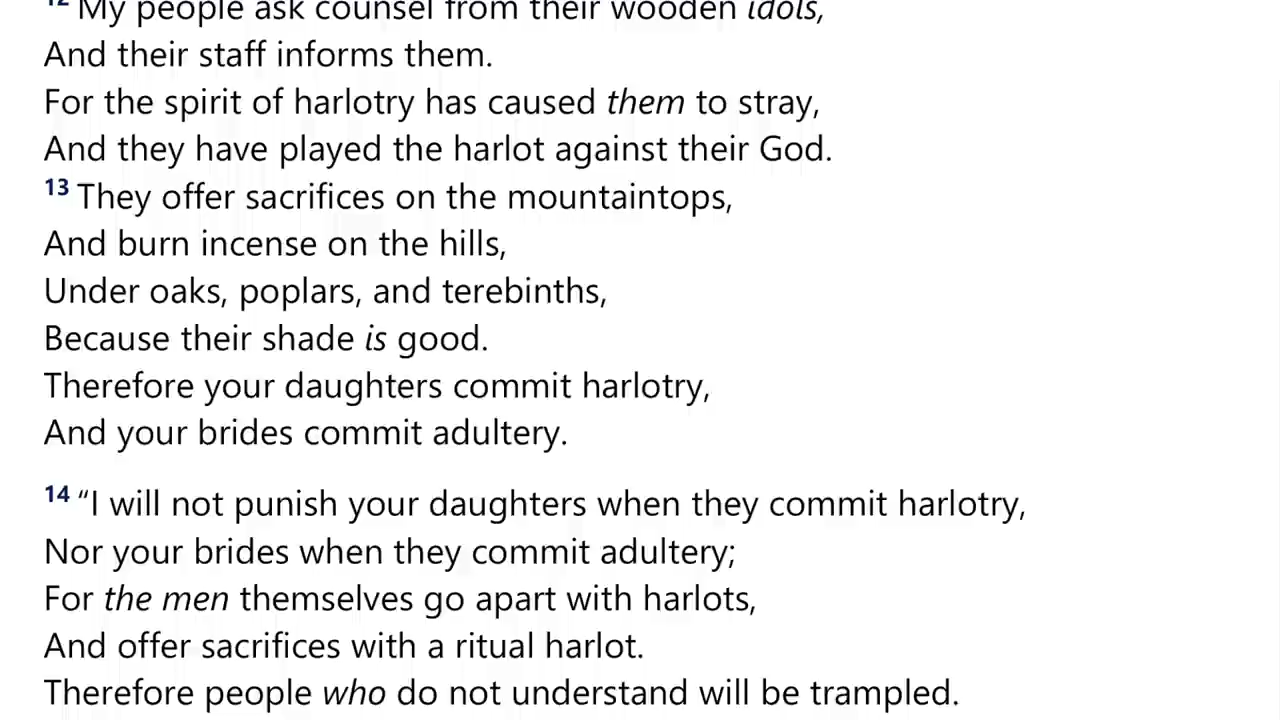 12 My people ask counsel from their wooden idols,
And their staff informs them.
For the spirit of harlotry has caused them to stray,
And they have played the harlot against their God.
13 They offer sacrifices on the mountaintops,
And burn incense on the hills,
Under oaks, poplars, and terebinths,
Because their shade is good.
Therefore your daughters commit harlotry,
And your brides commit adultery.
14 “I will not punish your daughters when they commit harlotry,
Nor your brides when they commit adultery;
For the men themselves go apart with harlots,
And offer sacrifices with a ritual harlot.
Therefore people who do not understand will be trampled.